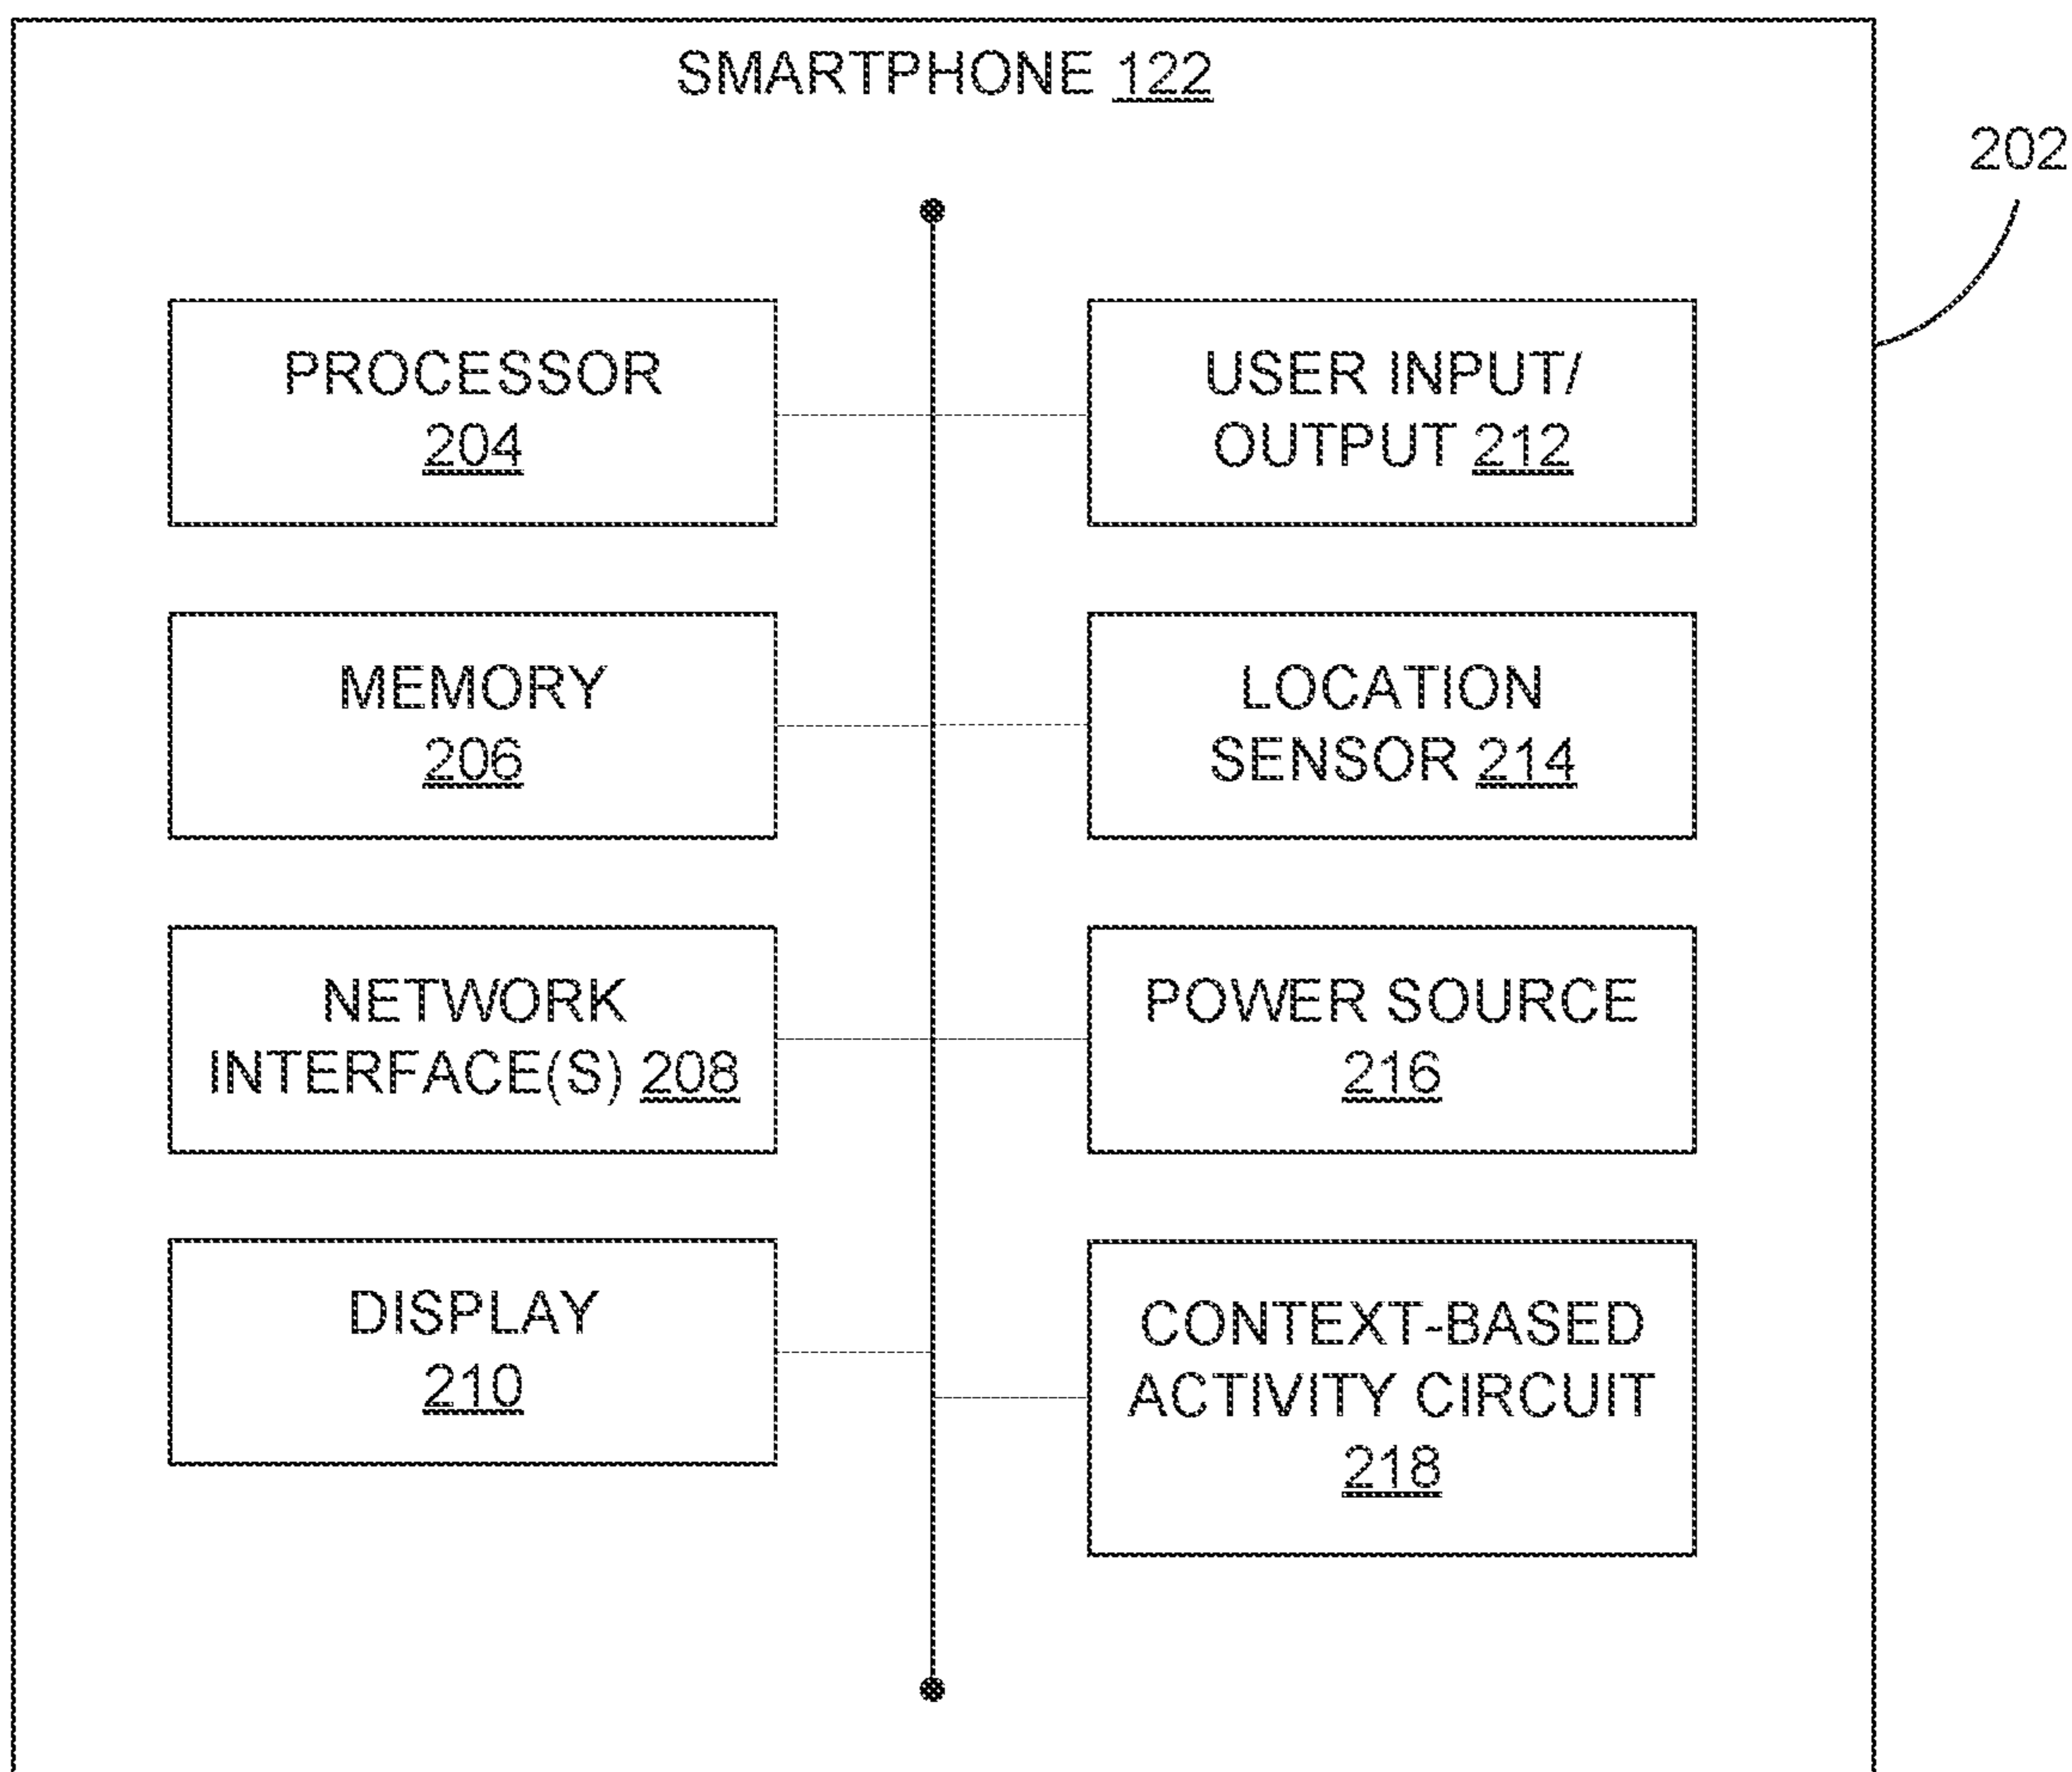 SMARTPHONE 122
202
PROCESSOR
204
USER INPUT/
OUTPUT 212
MEMORY
206
LOCATION
SENSOR 214
NETWORK
INTERFACE(S) 208
POWER SOURCE
216
DISPLAY
210
CONTEXT-BASED
ACTIVITY CIRCUIT
218